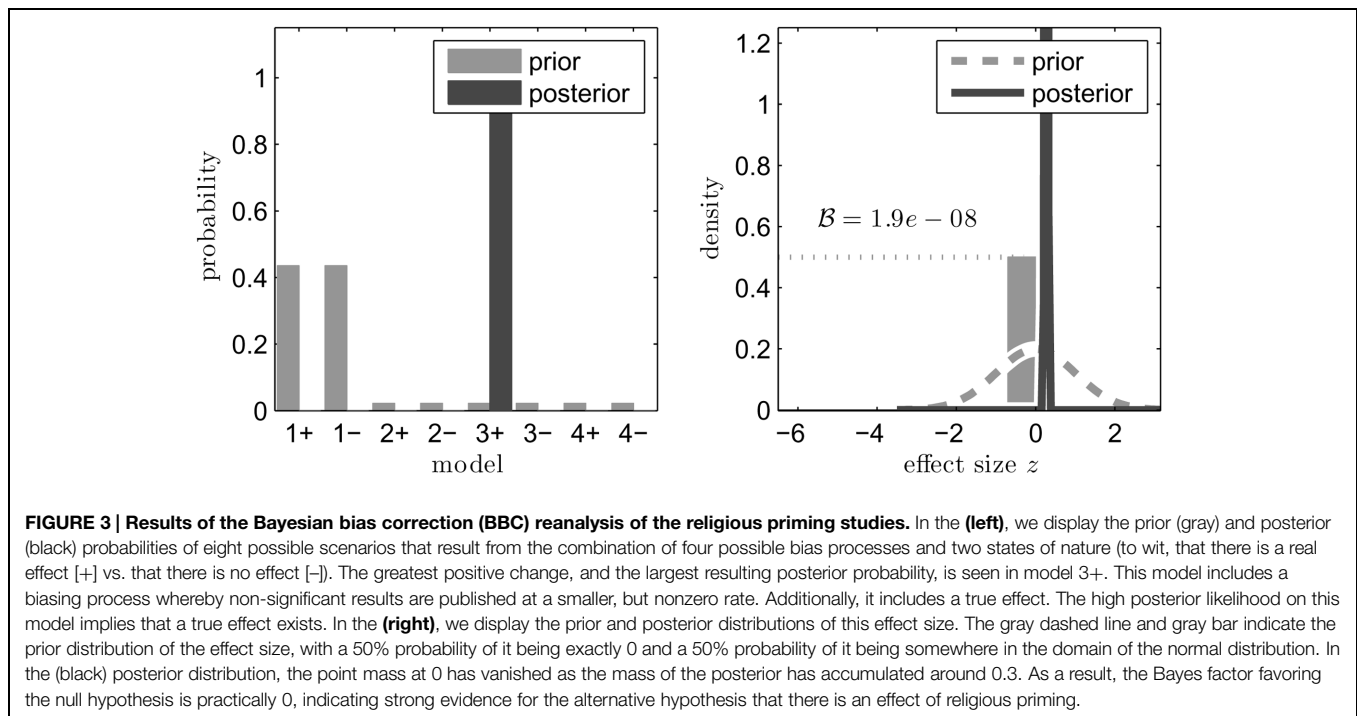 1
0.8
0.6
0.4
0.2
0
probability
prior
posterior
1+ 1− 2+ 2− 3+ 3− 4+ 4−
model
1.2
1
0.8
0.6
0.4
0.2
0
density
prior
posterior
B = 1.9e − 08
−6 −4 −2 0 2
effect size z
FIGURE 3 | Results of the Bayesian bias correction (BBC) reanalysis of the religious priming studies. In the (left), we display the prior (gray) and posterior
(black) probabilities of eight possible scenarios that result from the combination of four possible bias processes and two states of nature (to wit, that there is a real
effect [+] vs. that there is no effect [–]). The greatest positive change, and the largest resulting posterior probability, is seen in model 3+. This model includes a
biasing process whereby non-significant results are published at a smaller, but nonzero rate. Additionally, it includes a true effect. The high posterior likelihood on this
model implies that a true effect exists. In the (right), we display the prior and posterior distributions of this effect size. The gray dashed line and gray bar indicate the
prior distribution of the effect size, with a 50% probability of it being exactly 0 and a 50% probability of it being somewhere in the domain of the normal distribution. In
the (black) posterior distribution, the point mass at 0 has vanished as the mass of the posterior has accumulated around 0.3. As a result, the Bayes factor favoring
the null hypothesis is practically 0, indicating strong evidence for the alternative hypothesis that there is an effect of religious priming.